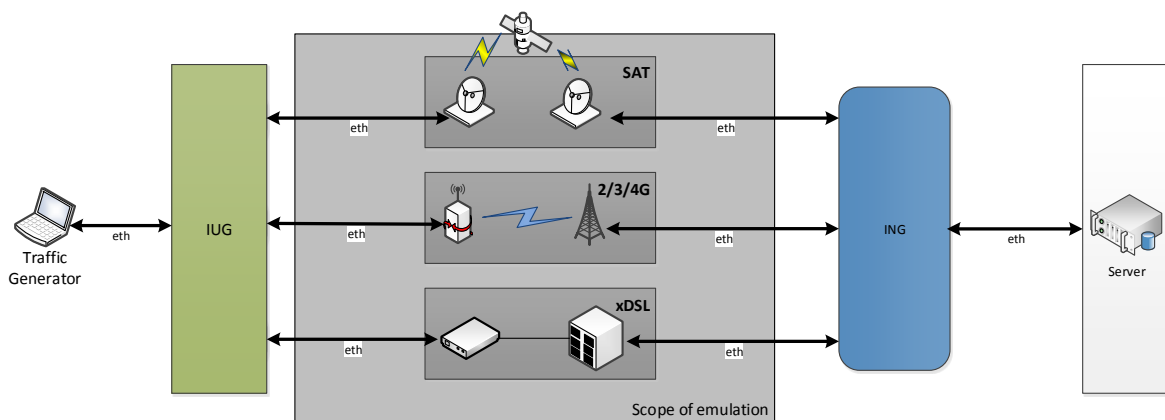 SAT
eth
eth
2/3/4G
eth
IUG
eth
eth
ING
eth
Traffic
Generator
Server
xDSL
eth
eth
Scope of emulation